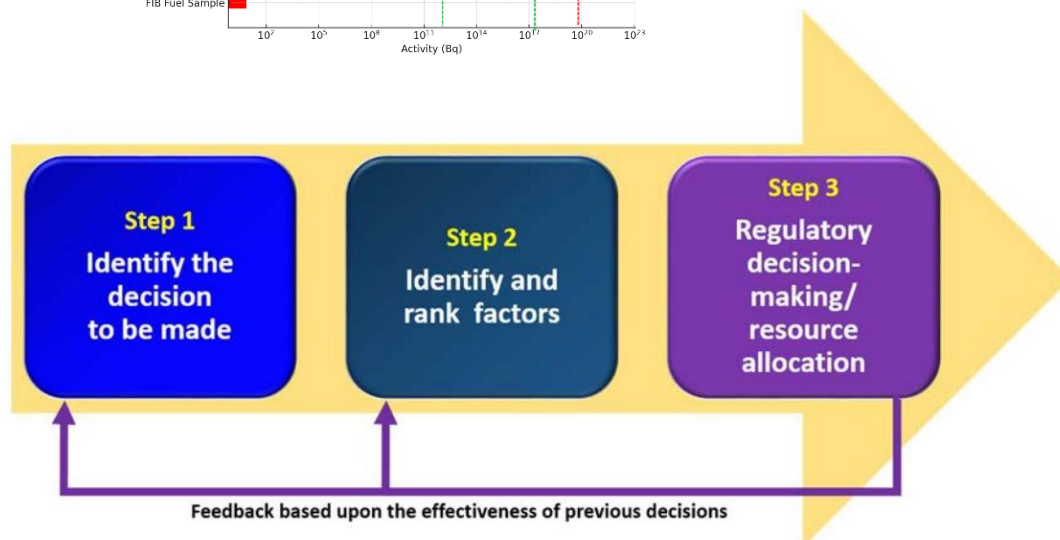 FIB Fuel Sample
10² 10⁵ 10⁸ 10¹¹ 10¹⁴ 10¹⁷ 10²⁰ 10²³
Activity (Bq)
Step 1
Identify the
decision
to be made
Step 2
Identify and
rank factors
Step 3
Regulatory
decision-
making/
resource
allocation
Feedback based upon the effectiveness of previous decisions